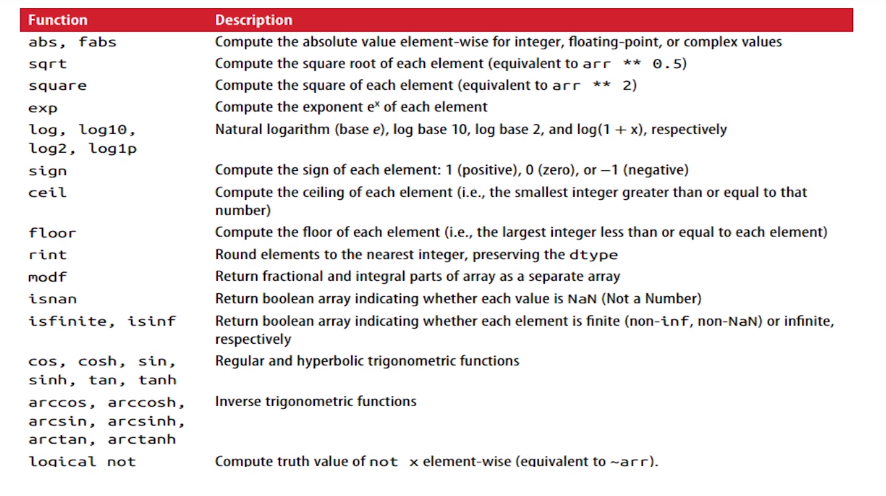 Function Description
abs, fabs Compute the absolute value element-wise for integer, floating-point, or complex values
sqrt Compute the square root of each element (equivalent to arr ** 0.5)
square Compute the square of each element (equivalent to arr ** 2)
exp Compute the exponent eˣ of each element
log, log10, Natural logarithm (base e), log base 10, log base 2, and log(1 + x), respectively
log2, log1p
sign Compute the sign of each element: 1 (positive), 0 (zero), or −1 (negative)
ceil Compute the ceiling of each element (i.e., the smallest integer greater than or equal to that
number)
floor Compute the floor of each element (i.e., the largest integer less than or equal to each element)
rint Round elements to the nearest integer, preserving the dtype
modf Return fractional and integral parts of array as a separate array
isnan Return boolean array indicating whether each value is NaN (Not a Number)
isfinite, isinf Return boolean array indicating whether each element is finite (non-inf, non-NaN) or infinite,
respectively
cos, cosh, sin, Regular and hyperbolic trigonometric functions
sinh, tan, tanh
arccos, arccosh, Inverse trigonometric functions
arcsin, arcsinh,
arctan, arctanh
logical not Compute truth value of not x element-wise (equivalent to ~arr).